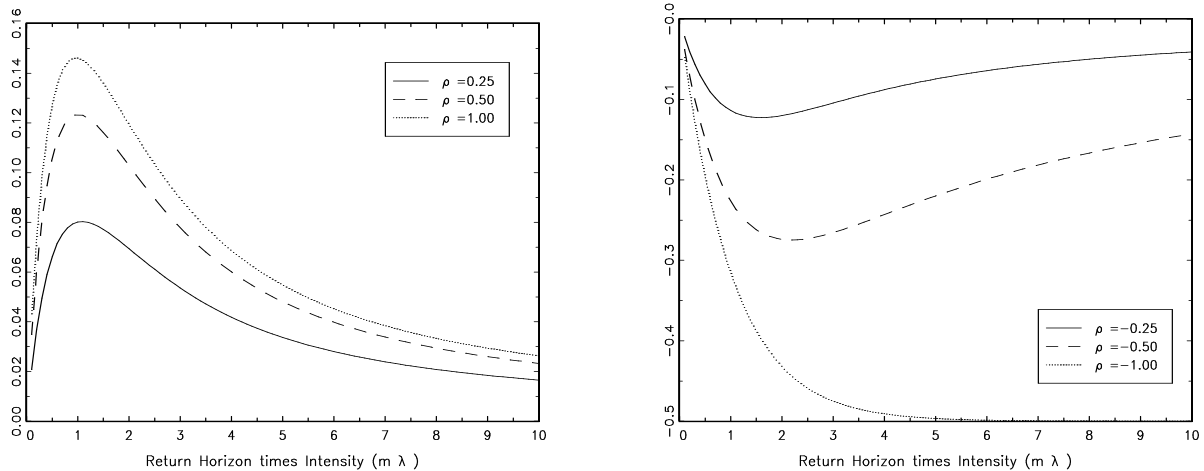 0.16
0.14
0.12
0.10
0.08
0.06
0.04
0.02
0.00
ρ =0.25
ρ =0.50
ρ =1.00
0 1 2 3 4 5 6 7 8 9 10
Return Horizon times Intensity (m λ )
-0.0
-0.1
-0.2
-0.3
-0.4
-0.5
ρ =-0.25
ρ =-0.50
ρ =-1.00
0 1 2 3 4 5 6 7 8 9 10
Return Horizon times Intensity (m λ )